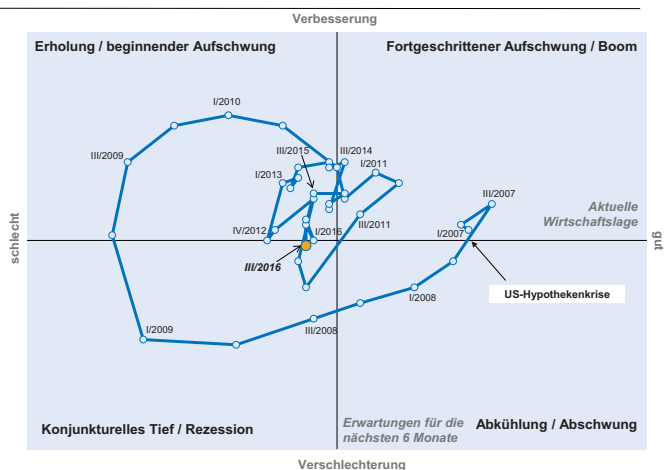 Verbesserung
Erholung / beginnender Aufschwung
Fortgeschrittener Aufschwung / Boom
I/2010
III/2009
III/2015
III/2014
I/2013
I/2011
III/2007
Aktuelle
Wirtschaftslage
IV/2012
I/2016
III/2011
I/2007
schlecht
gut
III/2016
US-Hypothekenkrise
I/2008
I/2009
III/2008
Konjunkturelles Tief / Rezession
Erwartungen für die
nächsten 6 Monate
Abkühlung / Abschwung
Verschlechterung